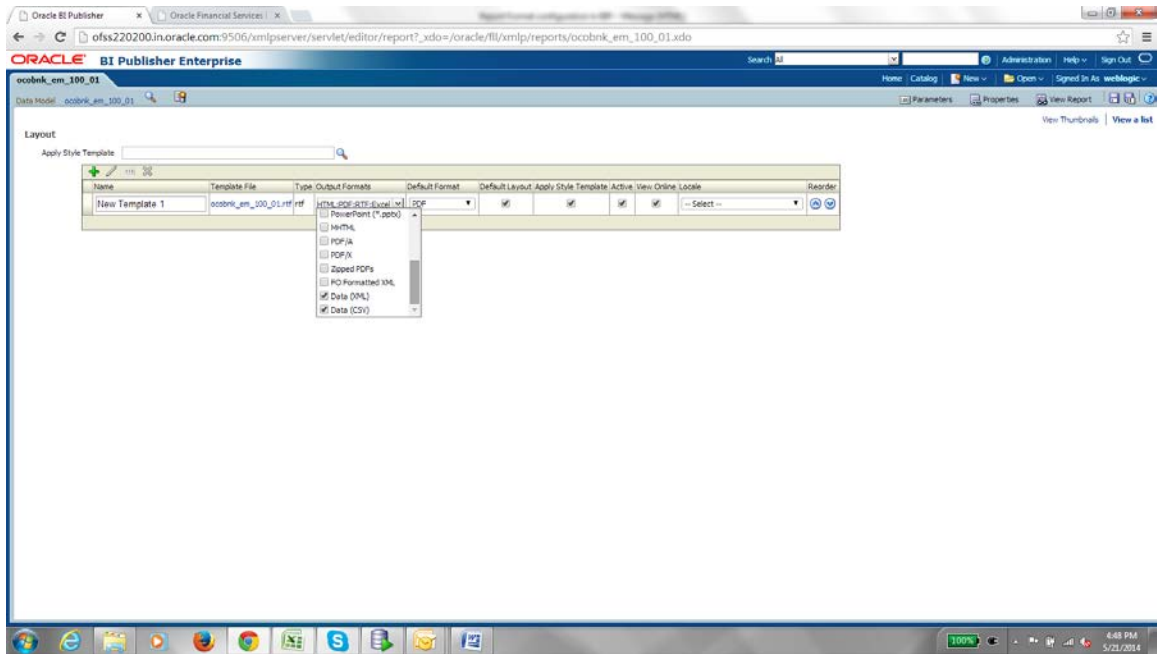 Oracle BI Publisher
Oracle Financial Services
ofss220200.in.oracle.com:9506/xmlpserver/servlet/editor/report?_xdo=/oracle/fll/xmlp/reports/ocobnk_em_100_01.xdo
ORACLE BI Publisher Enterprise
Search All
Administration Help Sign Out
ocobnk_em_100_01
Home Catalog New Open Signed In As weblogic
Data Model ocobnk_em_100_01
Parameters Properties View Report
View Thumbnails View a list
Layout
Apply Style Template
Name Template File Type Output Formats Default Format Default Layout Apply Style Template Active View Online Locale Reorder
New Template 1 ocobnk_em_100_01.rtf rtf HTML;PDF;RTF;Excel PDF -- Select --
PowerPoint (*.pptx)
MHTML
PDF/A
PDF/X
Zipped PDFs
FO Formatted XML
Data (XML)
Data (CSV)
100%
4:48 PM
5/21/2014